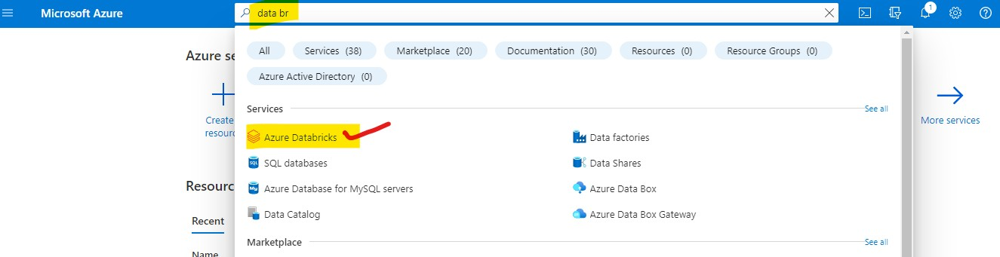 Microsoft Azure
data br
1
Azure se
All
Services (38)
Marketplace (20)
Documentation (30)
Resources (0)
Resource Groups (0)
Azure Active Directory (0)
Create
resourc
More services
Services
See all
Azure Databricks
Data factories
SQL
SQL databases
Data Shares
My
Azure Database for MySQL servers
Azure Data Box
Data Catalog
Azure Data Box Gateway
Resourc
Recent
Name
Marketplace
See all